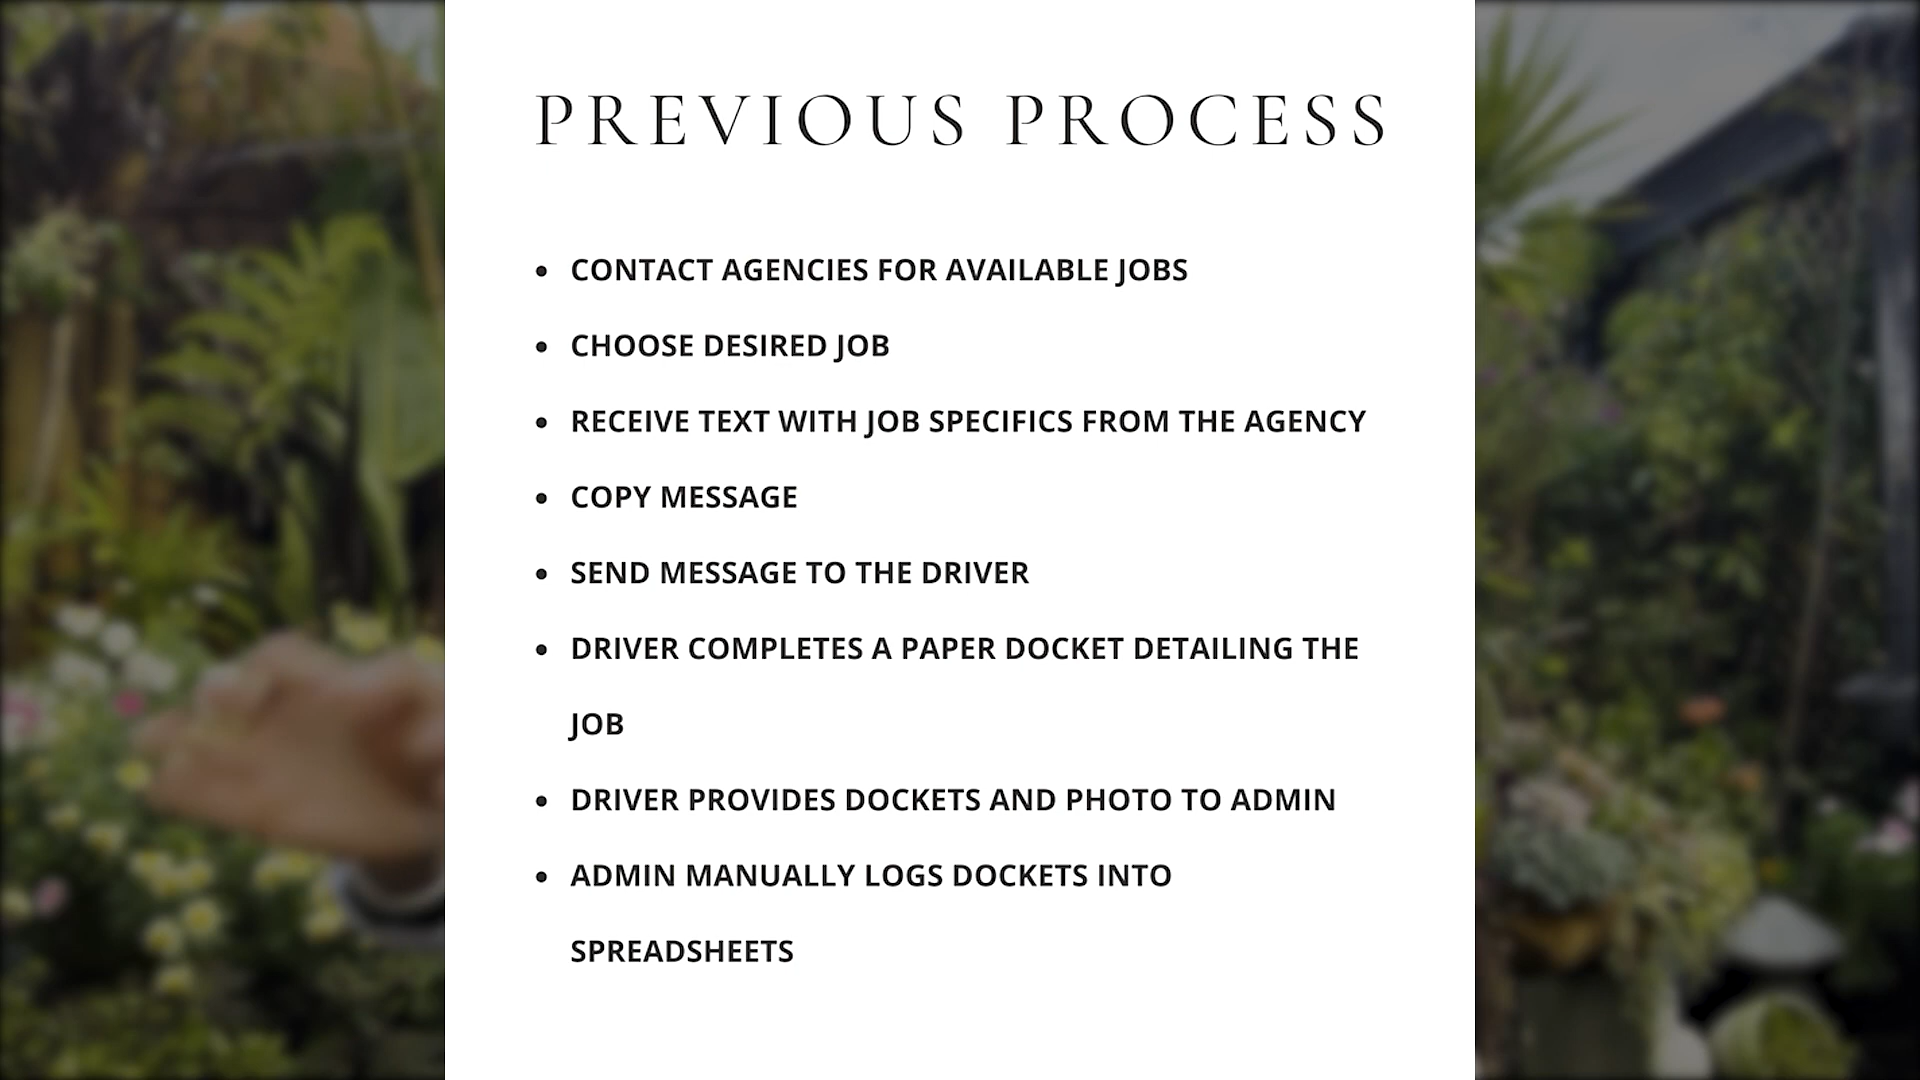 PREVIOUS PROCESS
• CONTACT AGENCIES FOR AVAILABLE JOBS
• CHOOSE DESIRED JOB
• RECEIVE TEXT WITH JOB SPECIFICS FROM THE AGENCY
• COPY MESSAGE
• SEND MESSAGE TO THE DRIVER
• DRIVER COMPLETES A PAPER DOCKET DETAILING THE
JOB
• DRIVER PROVIDES DOCKETS AND PHOTO TO ADMIN
• ADMIN MANUALLY LOGS DOCKETS INTO
SPREADSHEETS